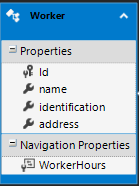 Worker
Properties
Id
name
identification
address
Navigation Properties
WorkerHours